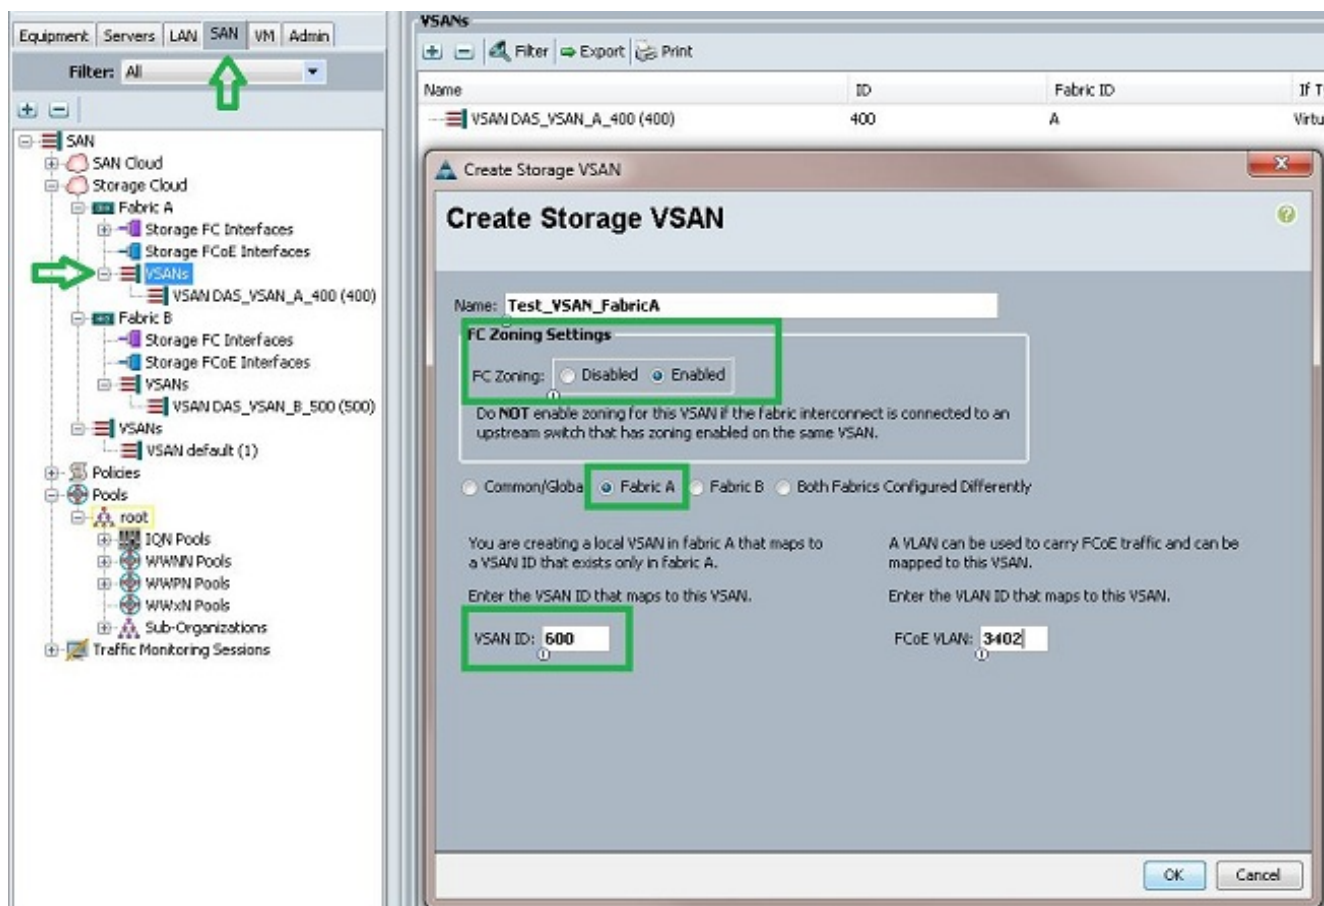 Equipment Servers LAN SAN VM Admin
Filter: All
SAN
SAN Cloud
Storage Cloud
Fabric A
Storage FC Interfaces
Storage FCoE Interfaces
VSANs
VSAN DAS_VSAN_A_400 (400)
Fabric B
Storage FC Interfaces
Storage FCoE Interfaces
VSANs
VSAN DAS_VSAN_B_500 (500)
VSANs
VSAN default (1)
Policies
Pools
root
IQN Pools
WWNN Pools
WWPN Pools
WWxN Pools
Sub-Organizations
Traffic Monitoring Sessions
VSANs
Filter Export Print
Name ID Fabric ID If T
VSAN DAS_VSAN_A_400 (400) 400 A Virtu
Create Storage VSAN
Create Storage VSAN
Name: Test_VSAN_FabricA
FC Zoning Settings
FC Zoning: Disabled Enabled
Do NOT enable zoning for this VSAN if the fabric interconnect is connected to an
upstream switch that has zoning enabled on the same VSAN.
Common/Global Fabric A Fabric B Both Fabrics Configured Differently
You are creating a local VSAN in fabric A that maps to
a VSAN ID that exists only in fabric A.
Enter the VSAN ID that maps to this VSAN.
VSAN ID: 600
A VLAN can be used to carry FCoE traffic and can be
mapped to this VSAN.
Enter the VLAN ID that maps to this VSAN.
FCoE VLAN: 3402
OK Cancel